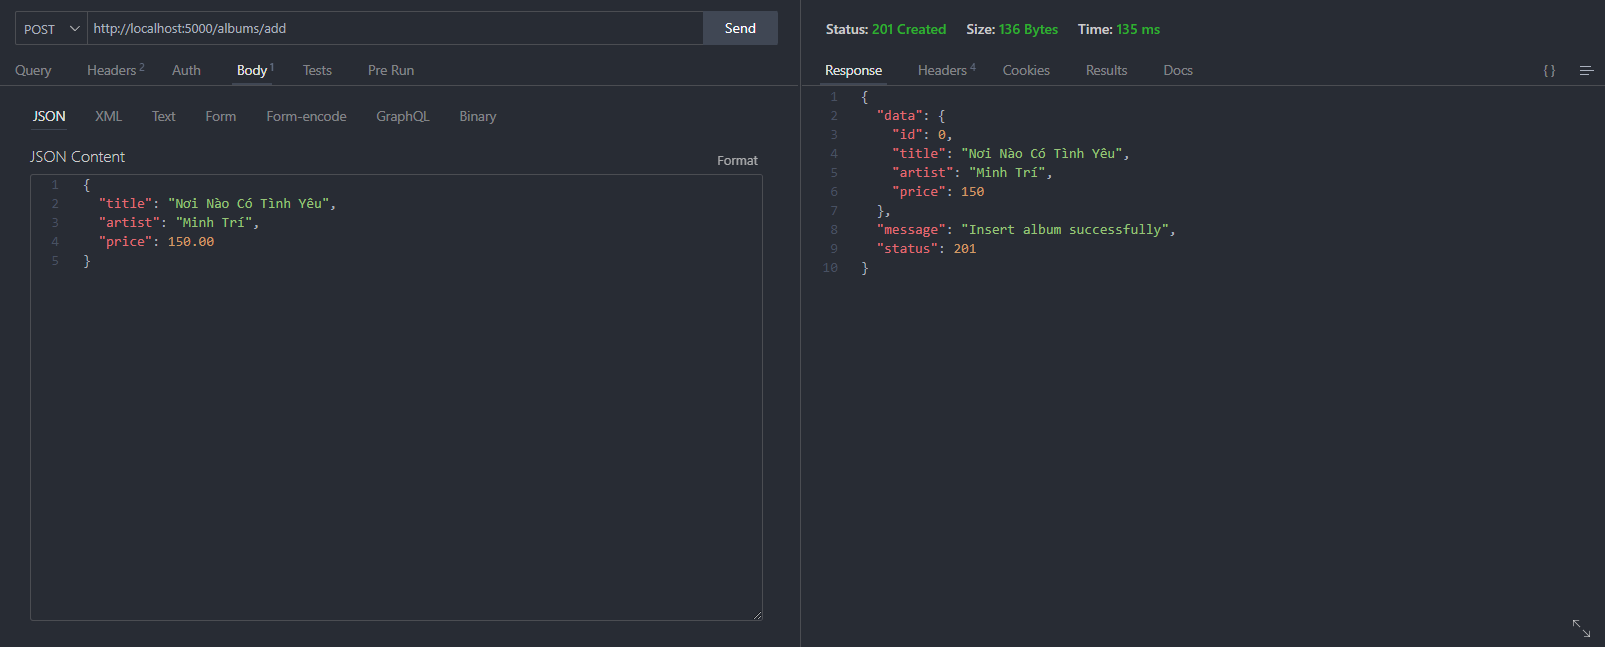 POST http://localhost:5000/albums/add Send
Query Headers 2 Auth Body 1 Tests Pre Run
JSON XML Text Form Form-encode GraphQL Binary
JSON Content Format
1 {
2 "title": "Nơi Nào Có Tình Yêu",
3 "artist": "Minh Trí",
4 "price": 150.00
5 }
Status: 201 Created Size: 136 Bytes Time: 135 ms
Response Headers 4 Cookies Results Docs { }
1 {
2 "data": {
3 "id": 0,
4 "title": "Nơi Nào Có Tình Yêu",
5 "artist": "Minh Trí",
6 "price": 150
7 },
8 "message": "Insert album successfully",
9 "status": 201
10 }